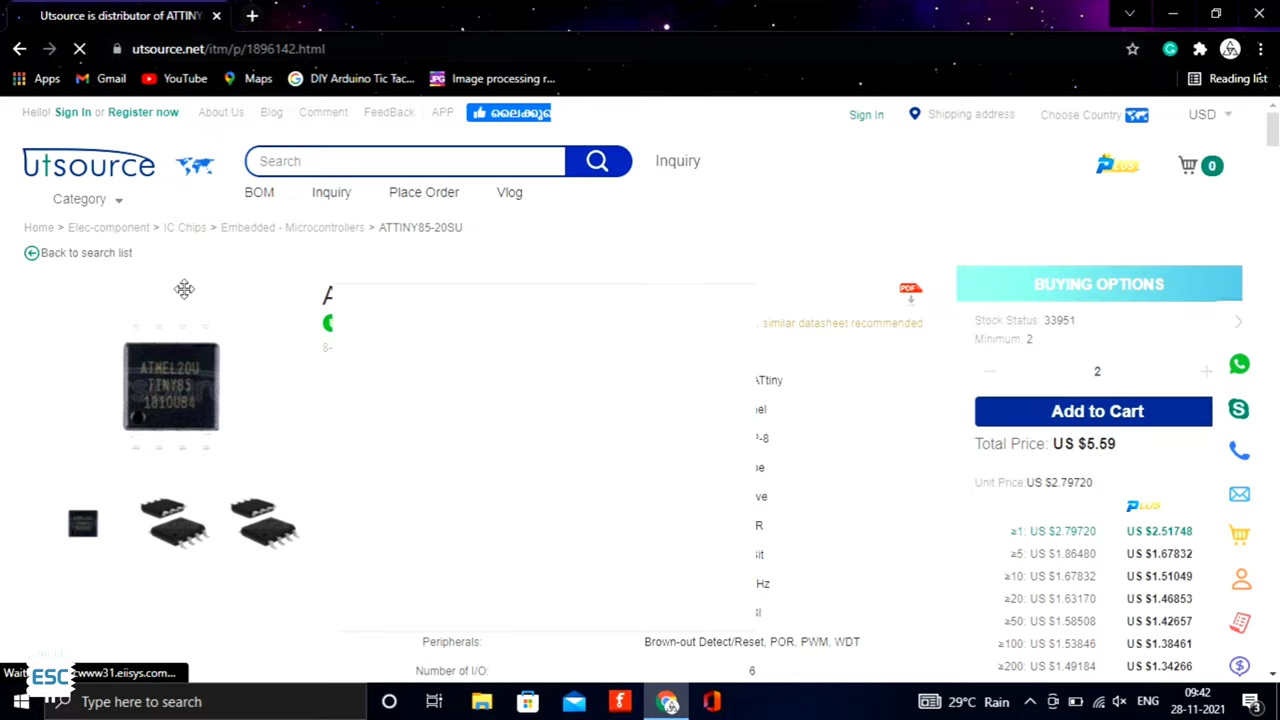 Utsource is distributor of ATTINY
utsource.net/itm/p/1896142.html
Apps Gmail YouTube Maps DIY Arduino Tic Tac... Image processing r... Reading list
Hello! Sign In or Register now About Us Blog Comment FeedBack APP Sign In Shipping address Choose Country USD
utsource Search Inquiry PLUS 0
Category BOM Inquiry Place Order Vlog
Home > Elec-component > IC Chips > Embedded - Microcontrollers > ATTINY85-20SU
Back to search list
BUYING OPTIONS
PDF
similar datasheet recommended
Stock Status: 33951
Minimum: 2
2
Add to Cart
Total Price: US $5.59
Unit Price:US $2.79720
PLUS
≥1: US $2.79720 US $2.51748
≥5: US $1.86480 US $1.67832
≥10: US $1.67832 US $1.51049
≥20: US $1.63170 US $1.46853
≥50: US $1.58508 US $1.42657
≥100: US $1.53846 US $1.38461
≥200: US $1.49184 US $1.34266
ATMEL20U
TINY85
8-
ATtiny
Peripherals: Brown-out Detect/Reset, POR, PWM, WDT
Number of I/O: 6
ESC
Type here to search
29°C Rain ENG
09:42
28-11-2021
3